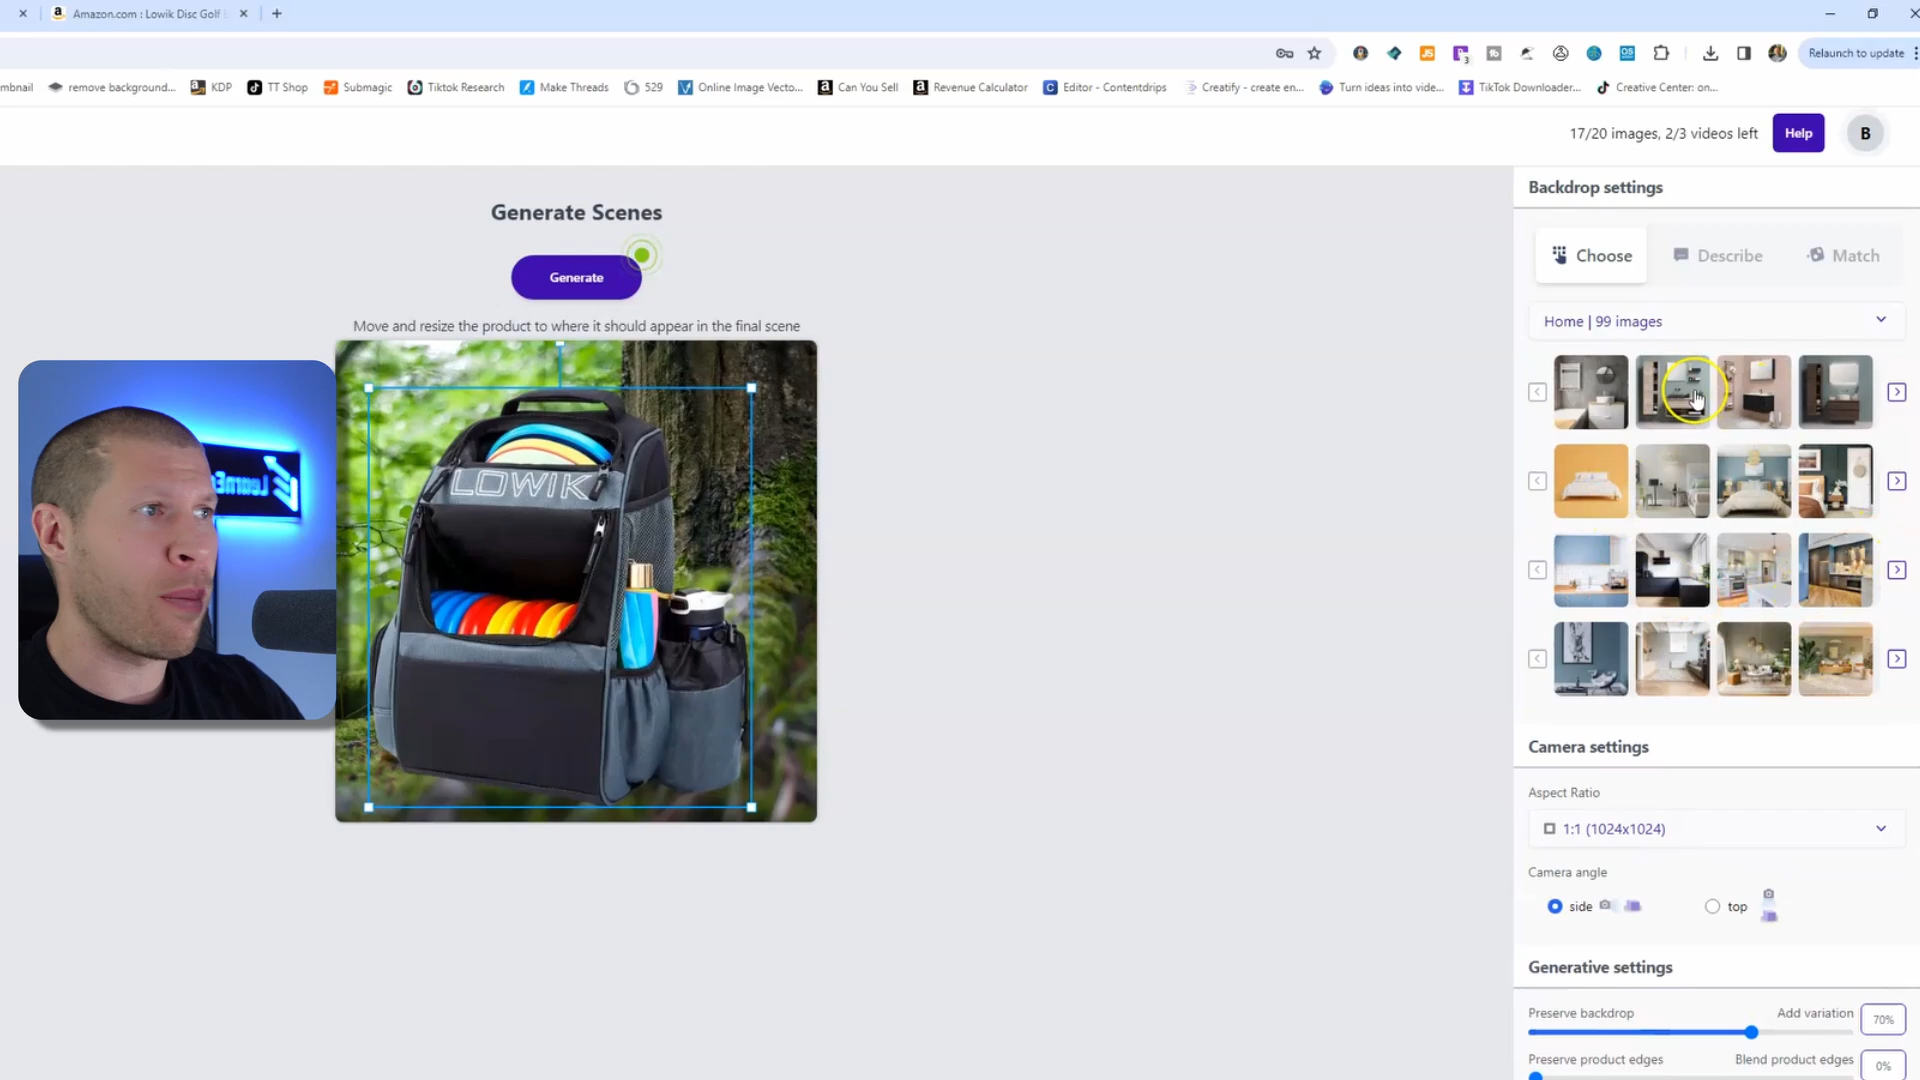 Amazon.com : Lowik Disc Golf
Relaunch to update
mbnail
remove background...
KDP
TT Shop
Submagic
Tiktok Research
Make Threads
529
Online Image Vecto...
Can You Sell
Revenue Calculator
Editor - Contentdrips
Creatify - create en...
Turn ideas into vide...
TikTok Downloader...
Creative Center: on...
17/20 images, 2/3 videos left
Help
B
Generate Scenes
Generate
Move and resize the product to where it should appear in the final scene
LOWIK
Backdrop settings
Choose
Describe
Match
Home | 99 images
Camera settings
Aspect Ratio
1:1 (1024x1024)
Camera angle
side
top
Generative settings
Preserve backdrop
Add variation
70%
Preserve product edges
Blend product edges
0%